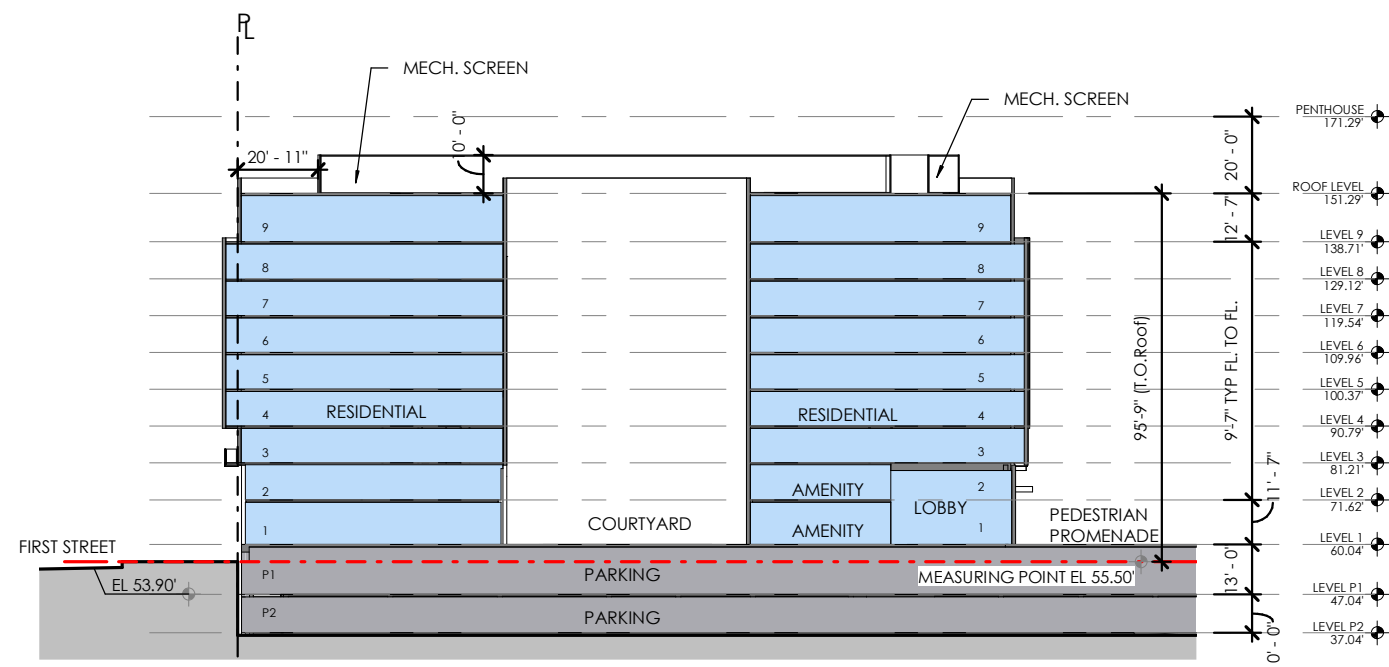 PL
MECH. SCREEN
MECH. SCREEN
PENTHOUSE
171.29'
20' - 11"
10' - 0"
20' - 0"
ROOF LEVEL
151.29'
12' - 7"
9
9
LEVEL 9
138.71'
8
8
LEVEL 8
129.12'
7
7
LEVEL 7
119.54'
6
6
LEVEL 6
109.96'
95'-9" (T.O.Roof)
9'-7" TYP FL. TO FL.
5
5
LEVEL 5
100.37'
4
RESIDENTIAL
RESIDENTIAL
4
LEVEL 4
90.79'
3
3
LEVEL 3
81.21'
2
AMENITY
2
LEVEL 2
71.62'
11' - 7"
LOBBY
1
COURTYARD
AMENITY
1
PEDESTRIAN
PROMENADE
LEVEL 1
60.04'
FIRST STREET
EL 53.90'
P1
PARKING
MEASURING POINT EL 55.50'
13' - 0"
LEVEL P1
47.04'
P2
PARKING
LEVEL P2
37.04'
0' - 0"